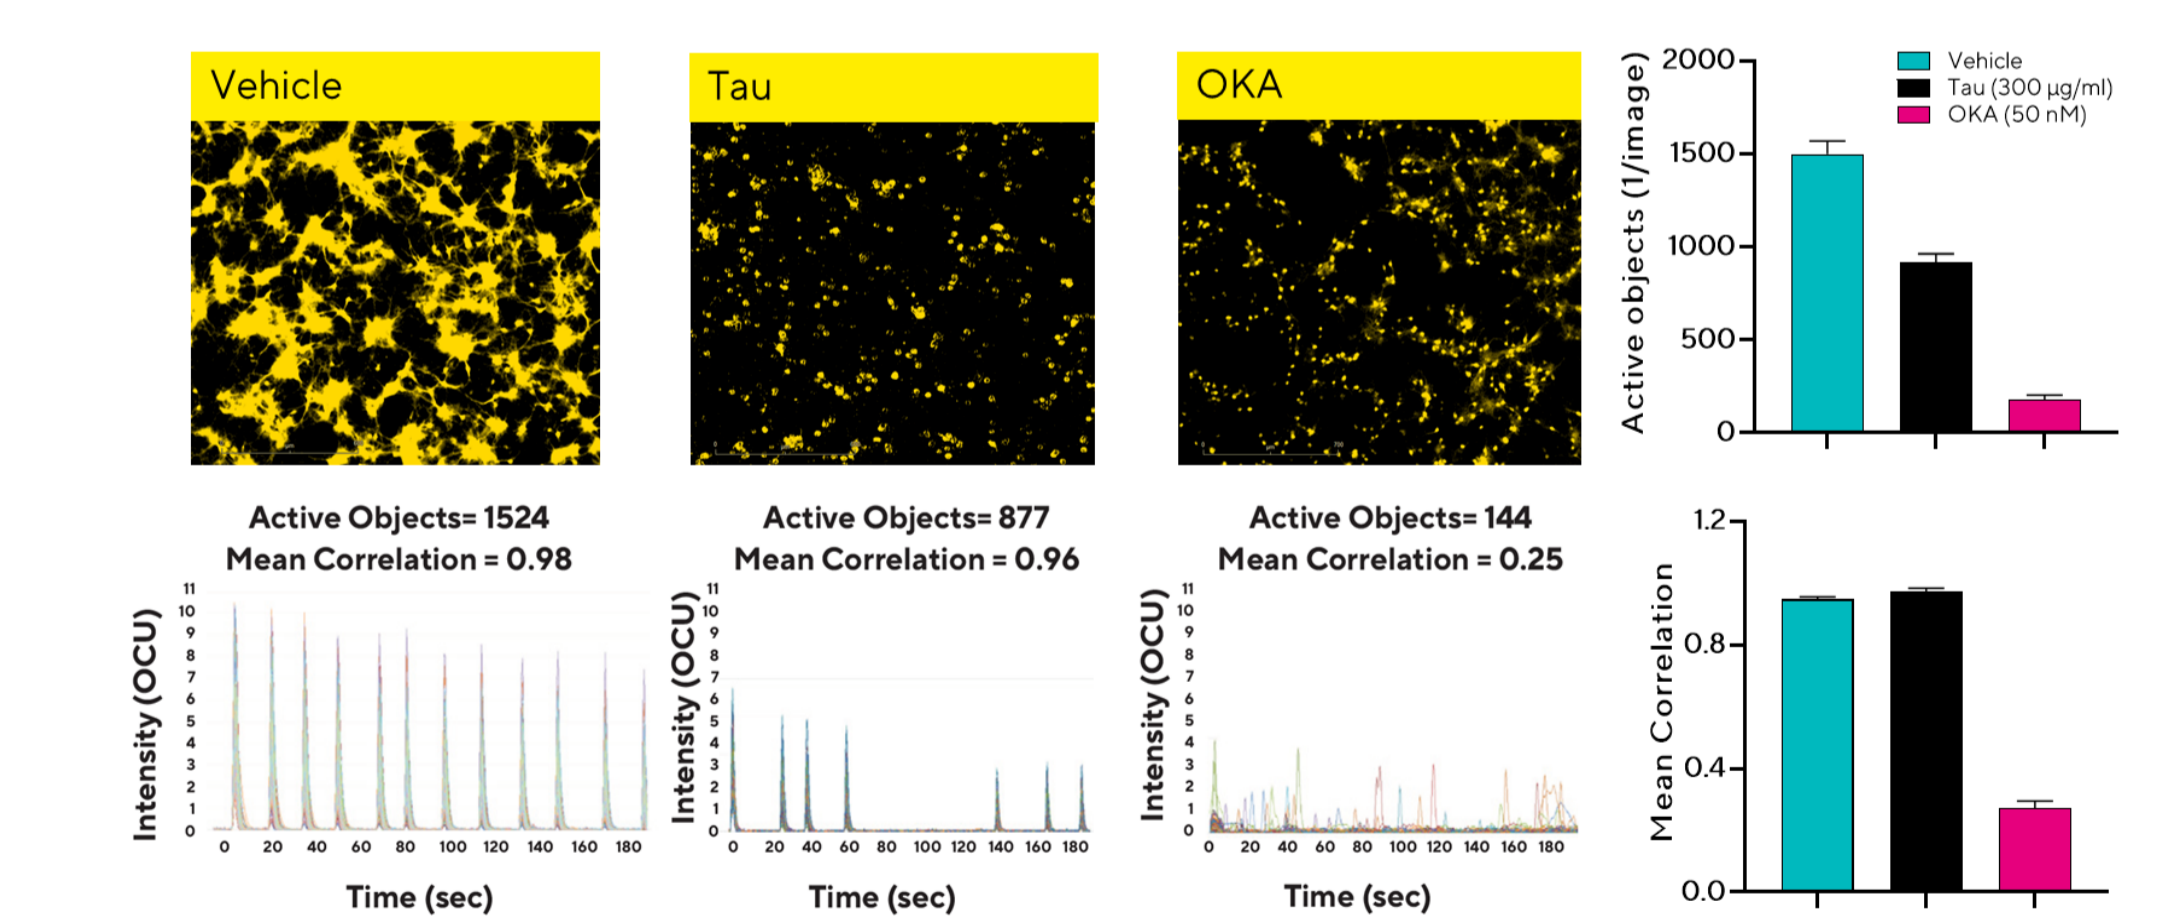 Vehicle
Active Objects= 1524
Mean Correlation = 0.98
Intensity (OCU)
11
10
9
8
7
6
5
4
3
2
1
0
0 20 40 60 80 100 120 140 160 180
Time (sec)
Tau
Active Objects= 877
Mean Correlation = 0.96
Intensity (OCU)
11
10
9
8
7
6
5
4
3
2
1
0
0 20 40 60 80 100 120 140 160 180
Time (sec)
OKA
0 700
Active Objects= 144
Mean Correlation = 0.25
Intensity (OCU)
11
10
9
8
7
6
5
4
3
2
1
0
0 20 40 60 80 100 120 140 160 180
Time (sec)
Active objects (1/image)
2000
1500
1000
500
0
Vehicle
Tau (300 µg/ml)
OKA (50 nM)
Mean Correlation
1.2
0.8
0.4
0.0